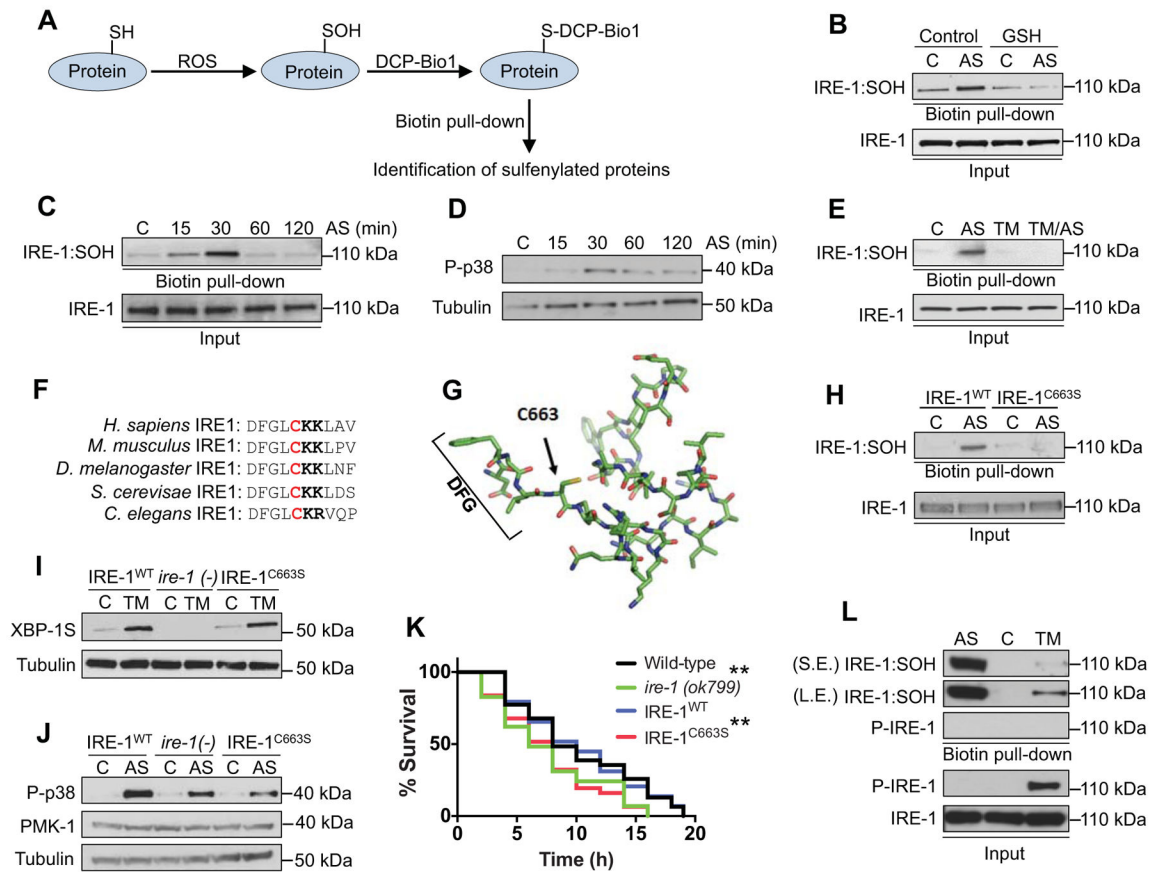 A
SH
SOH
S-DCP-Bio1
Protein
ROS
Protein
DCP-Bio1
Protein
Biotin pull-down
Identification of sulfenylated proteins
B
Control GSH
C AS C AS
IRE-1:SOH
110 kDa
Biotin pull-down
IRE-1
110 kDa
Input
C
C 15 30 60 120 AS (min)
IRE-1:SOH
110 kDa
Biotin pull-down
IRE-1
110 kDa
Input
D
C 15 30 60 120 AS (min)
P-p38
40 kDa
Tubulin
50 kDa
E
C AS TM TM/AS
IRE-1:SOH
110 kDa
Biotin pull-down
IRE-1
110 kDa
Input
F
H. sapiens IRE1: DFGLCKKLAV
M. musculus IRE1: DFGLCKKLPV
D. melanogaster IRE1: DFGLCKKLNF
S. cerevisae IRE1: DFGLCKKLDS
C. elegans IRE1: DFGLCKRVQP
G
C663
DFG
H
IRE-1WT IRE-1C663S
C AS C AS
IRE-1:SOH
110 kDa
Biotin pull-down
IRE-1
110 kDa
Input
I
IRE-1WT ire-1 (-) IRE-1C663S
C TM C TM C TM
XBP-1S
50 kDa
Tubulin
50 kDa
J
IRE-1WT ire-1(-) IRE-1C663S
C AS C AS C AS
P-p38
40 kDa
PMK-1
40 kDa
Tubulin
50 kDa
K
% Survival
100
50
0
0 5 10 15 20
Time (h)
Wild-type **
ire-1 (ok799)
IRE-1WT
IRE-1C663S **
L
AS C TM
(S.E.) IRE-1:SOH
110 kDa
(L.E.) IRE-1:SOH
110 kDa
P-IRE-1
110 kDa
Biotin pull-down
P-IRE-1
110 kDa
IRE-1
110 kDa
Input